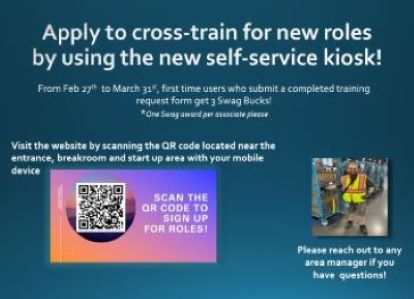 Apply to cross-train for new roles
by using the new self-service kiosk!
From Feb 27th to March 31st, first time users who submit a completed training
request form get 3 Swag Bucks!
*One Swag award per associate please
Visit the website by scanning the QR code located near the
entrance, breakroom and start up area with your mobile
device
SCAN THE
QR CODE TO
SIGN UP
FOR ROLES!
Please reach out to any
area manager if you
have questions!